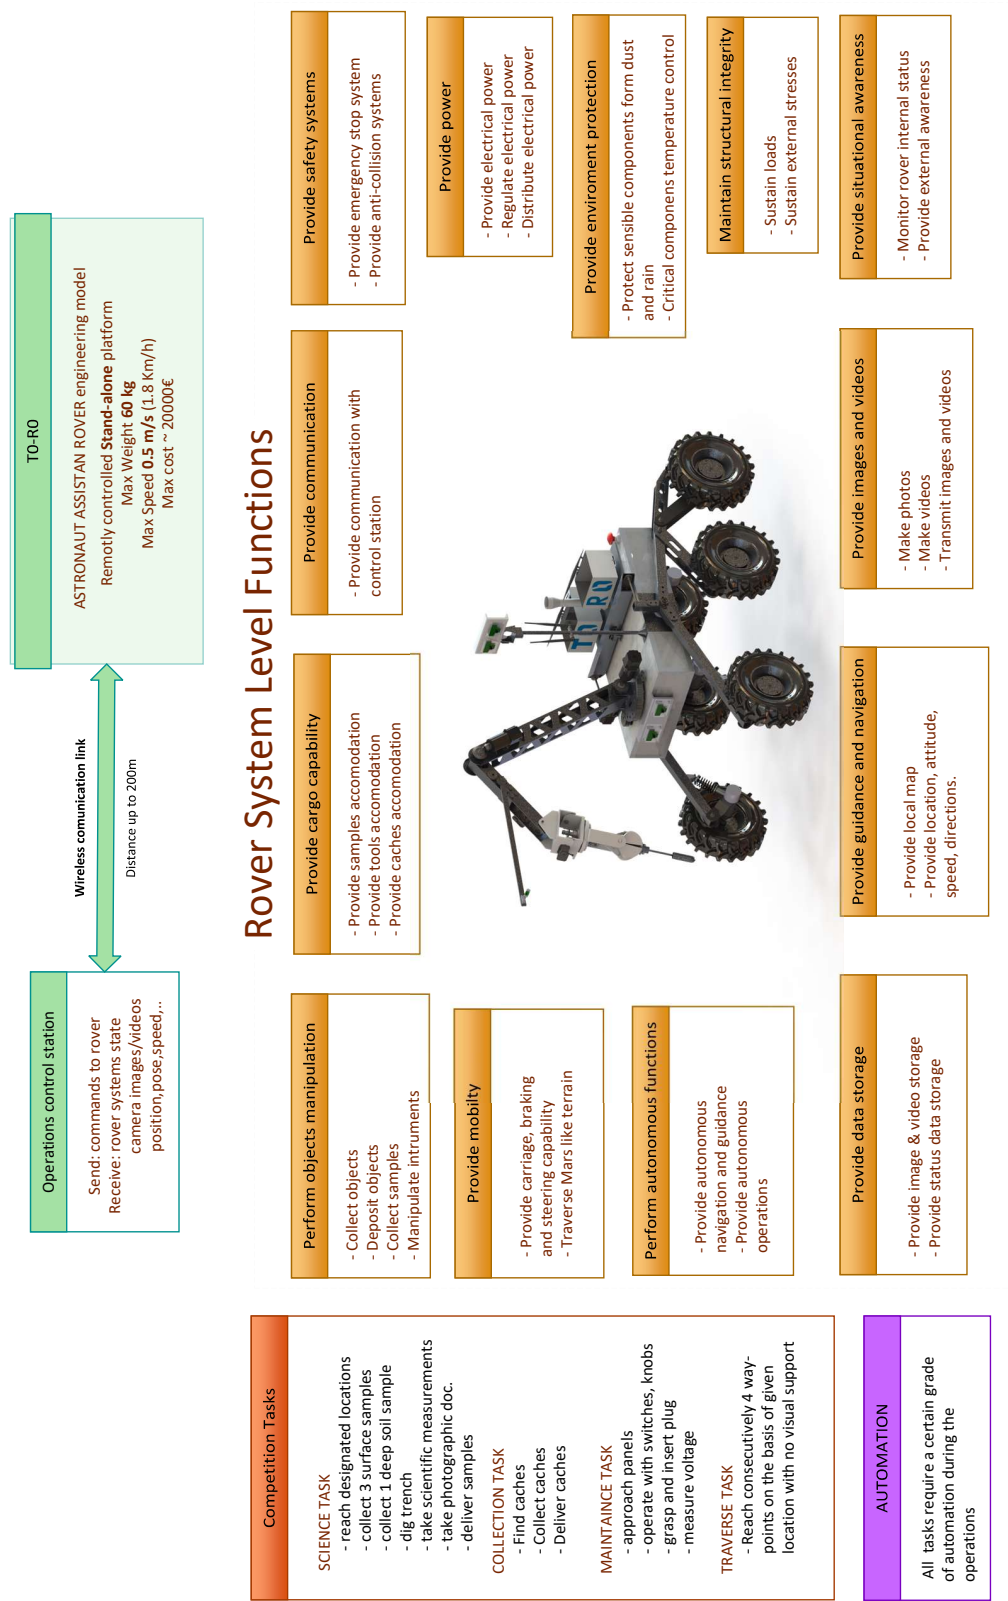 Operations control station
Send: commands to rover
Receive: rover systems state
camera images/videos
position,pose,speed,..
Wireless comunication link
Distance up to 200m
T0-R0
ASTRONAUT ASSISTAN ROVER engineering model
Remotly controlled Stand-alone platform
Max Weight 60 kg
Max Speed 0.5 m/s (1.8 Km/h)
Max cost ~ 20000€
Rover System Level Functions
Competition Tasks
SCIENCE TASK
- reach designated locations
- collect 3 surface samples
- collect 1 deep soil sample
- dig trench
- take scientific measurements
- take photographic doc.
- deliver samples
COLLECTION TASK
- Find caches
- Collect caches
- Deliver caches
MAINTAINCE TASK
- approach panels
- operate with switches, knobs
- grasp and insert plug
- measure voltage
TRAVERSE TASK
- Reach consecutively 4 way-
points on the basis of given
location with no visual support
AUTOMATION
All tasks require a certain grade
of automation during the
operations
Perform objects manipulation
- Collect objects
- Deposit objects
- Collect samples
- Manipulate intruments
Provide mobilty
- Provide carriage, braking
and steering capability
- Traverse Mars like terrain
Perform autonomous functions
- Provide autonomous
navigation and guidance
- Provide autonomous
operations
Provide data storage
- Provide image & video storage
- Provide status data storage
Provide cargo capability
- Provide samples accomodation
- Provide tools accomodation
- Provide caches accomodation
Provide communication
- Provide communication with
control station
Provide safety systems
- Provide emergency stop system
- Provide anti-collision systems
Provide power
- Provide electrical power
- Regulate electrical power
- Distribute electrical power
Provide enviroment protection
- Protect sensible components form dust
and rain
- Critical componens temperature control
Maintain structural integrity
- Sustain loads
- Sustain external stresses
T0 R0
Provide guidance and navigation
- Provide local map
- Provide location, attitude,
speed, directions.
Provide images and videos
- Make photos
- Make videos
- Transmit images and videos
Provide situational awareness
- Monitor rover internal status
- Provide external awareness